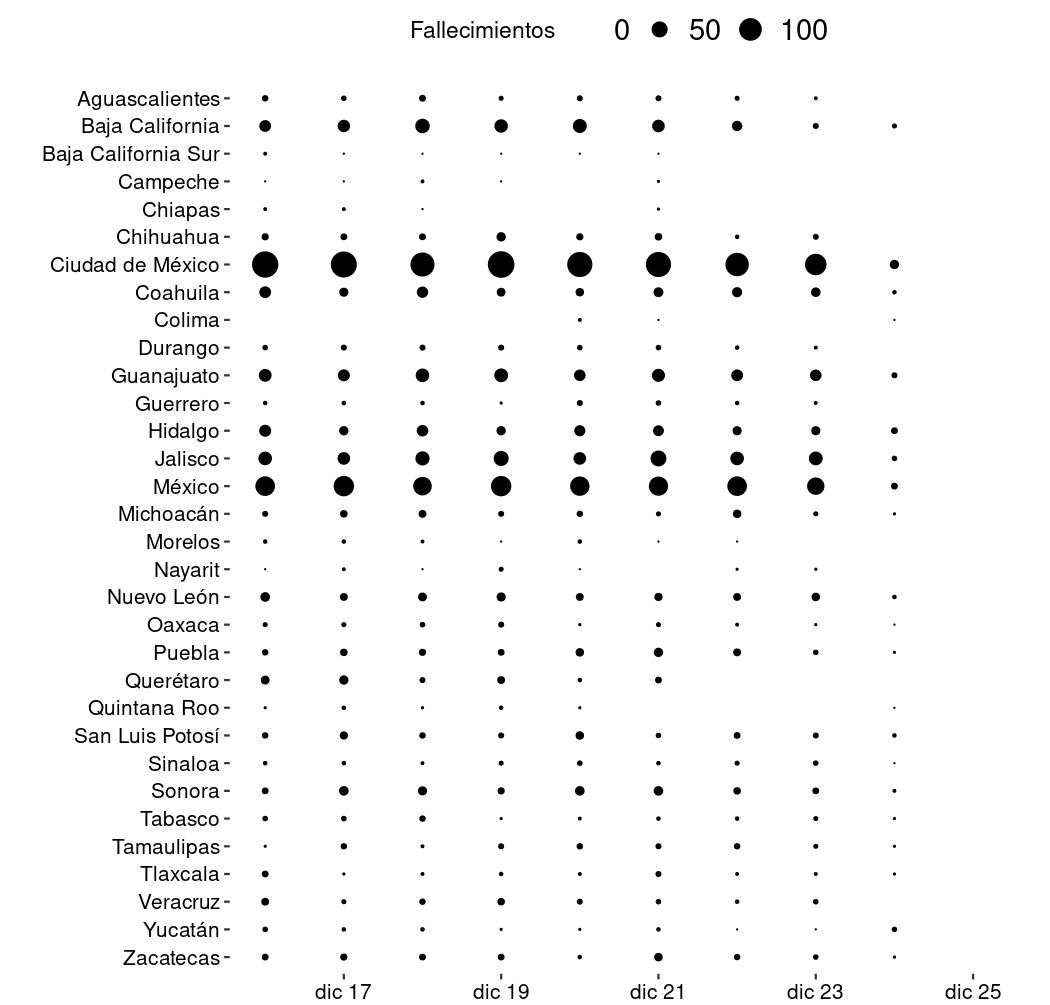 Fallecimientos 0 50 100
Aguascalientes
Baja California
Baja California Sur
Campeche
Chiapas
Chihuahua
Ciudad de México
Coahuila
Colima
Durango
Guanajuato
Guerrero
Hidalgo
Jalisco
México
Michoacán
Morelos
Nayarit
Nuevo León
Oaxaca
Puebla
Querétaro
Quintana Roo
San Luis Potosí
Sinaloa
Sonora
Tabasco
Tamaulipas
Tlaxcala
Veracruz
Yucatán
Zacatecas
dic 17 dic 19 dic 21 dic 23 dic 25